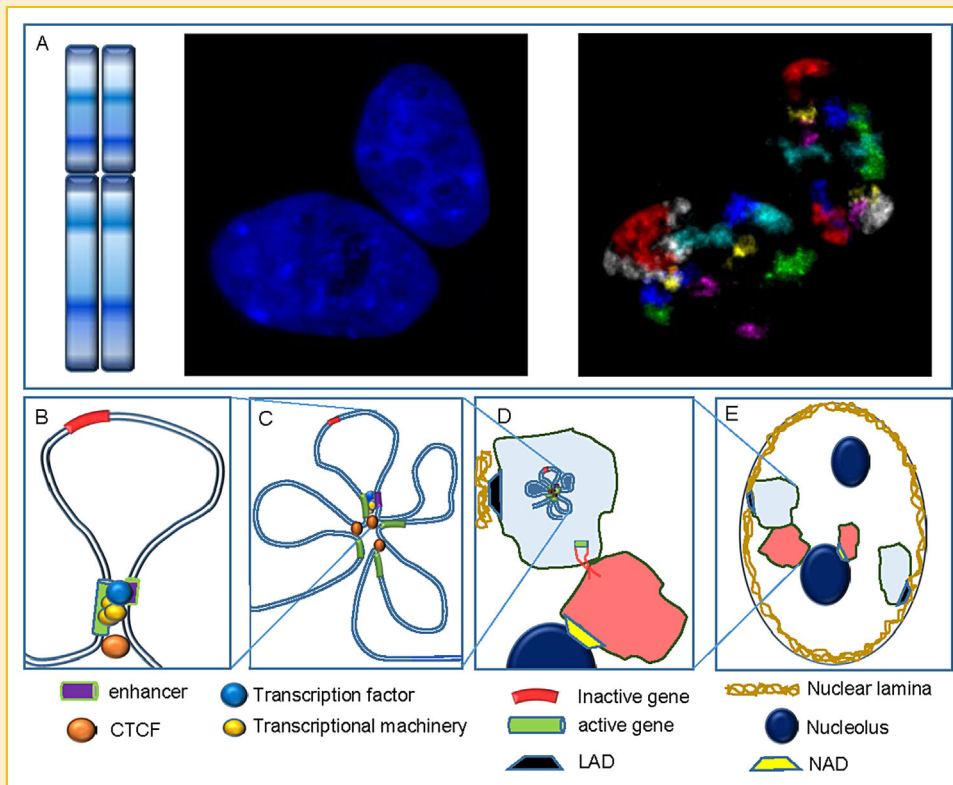 A
B
C
D
E
enhancer
Transcription factor
Inactive gene
Nuclear lamina
CTCF
Transcriptional machinery
active gene
Nucleolus
LAD
NAD